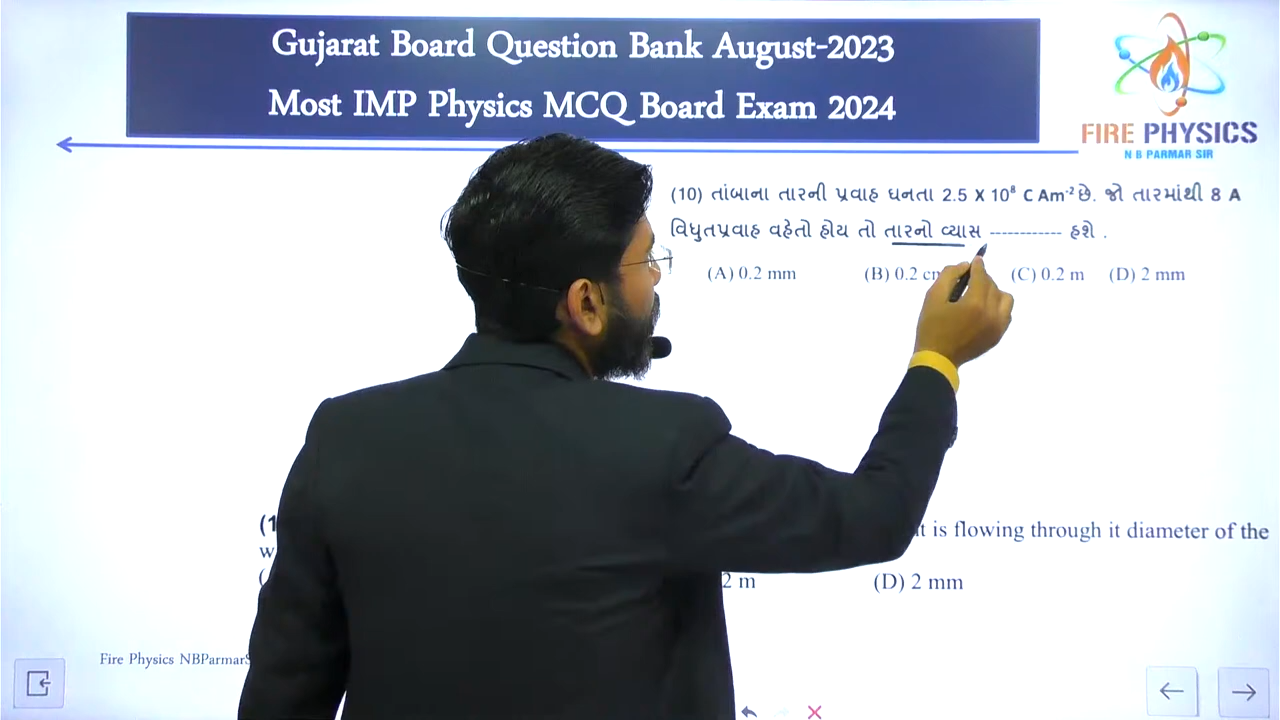 Gujarat Board Question Bank August-2023
Most IMP Physics MCQ Board Exam 2024
FIRE PHYSICS
N B PARMAR SIR
(10) તાંબાના તારની પ્રવાહ ઘનતા 2.5 X 10⁸ C Am⁻² છે. જો તારમાંથી 8 A
વિધુતપ્રવાહ વહેતો હોય તો તારનો વ્યાસ ------------ હશે .
(A) 0.2 mm (B) 0.2 (C) 0.2 m (D) 2 mm
is flowing through it diameter of the
2 m (D) 2 mm
Fire Physics